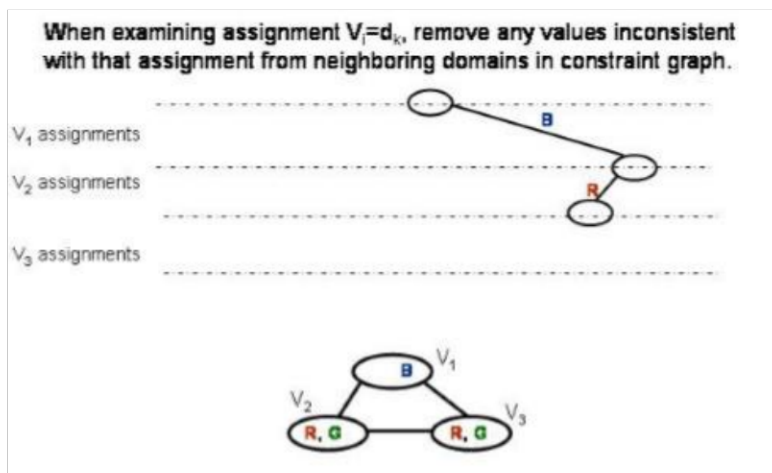 When examining assignment Vᵢ=dₖ, remove any values inconsistent
with that assignment from neighboring domains in constraint graph.
B
V₁ assignments
V₂ assignments
R
V₃ assignments
V₁
B
V₂
V₃
R, G
R, G